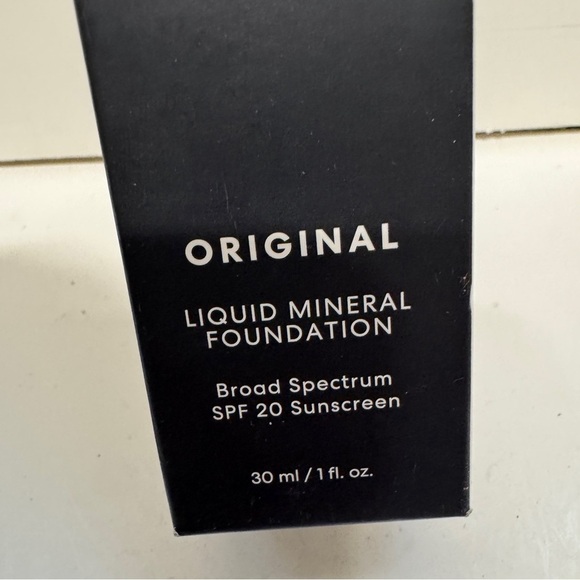 ORIGINAL
LIQUID MINERAL
FOUNDATION
Broad Spectrum
SPF 20 Sunscreen
30 ml / 1 fl. oz.